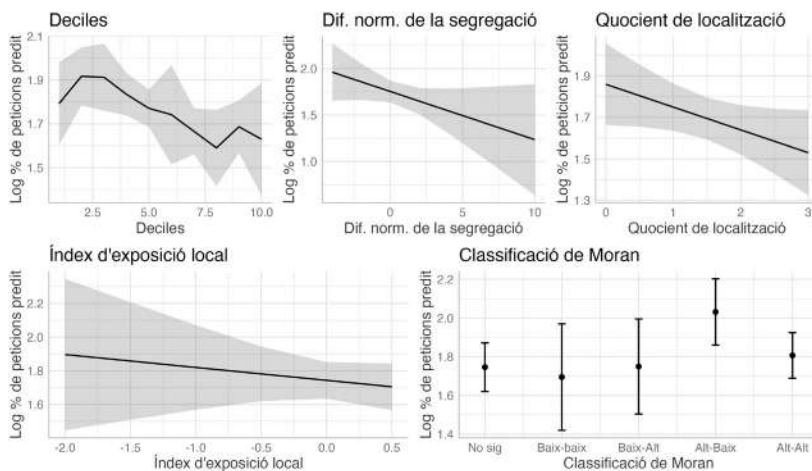 Deciles
Log % de peticions predit
2.1
1.9
1.7
1.5
2.5
5.0
7.5
10.0
Deciles
Dif. norm. de la segregació
Log % de peticions predit
2.0
1.5
1.0
0
5
10
Dif. norm. de la segregació
Quocient de localització
Log % de peticions predit
1.9
1.7
1.5
1.3
0
1
2
3
Quocient de localització
Índex d'exposició local
Log % de peticions predit
2.2
2.0
1.8
1.6
-2.0
-1.5
-1.0
-0.5
0.0
0.5
Índex d'exposició local
Classificació de Moran
Log % de peticions predit
2.2
2.0
1.8
1.6
1.4
No sig
Baix-baix
Baix-Alt
Alt-Baix
Alt-Alt
Classificació de Moran